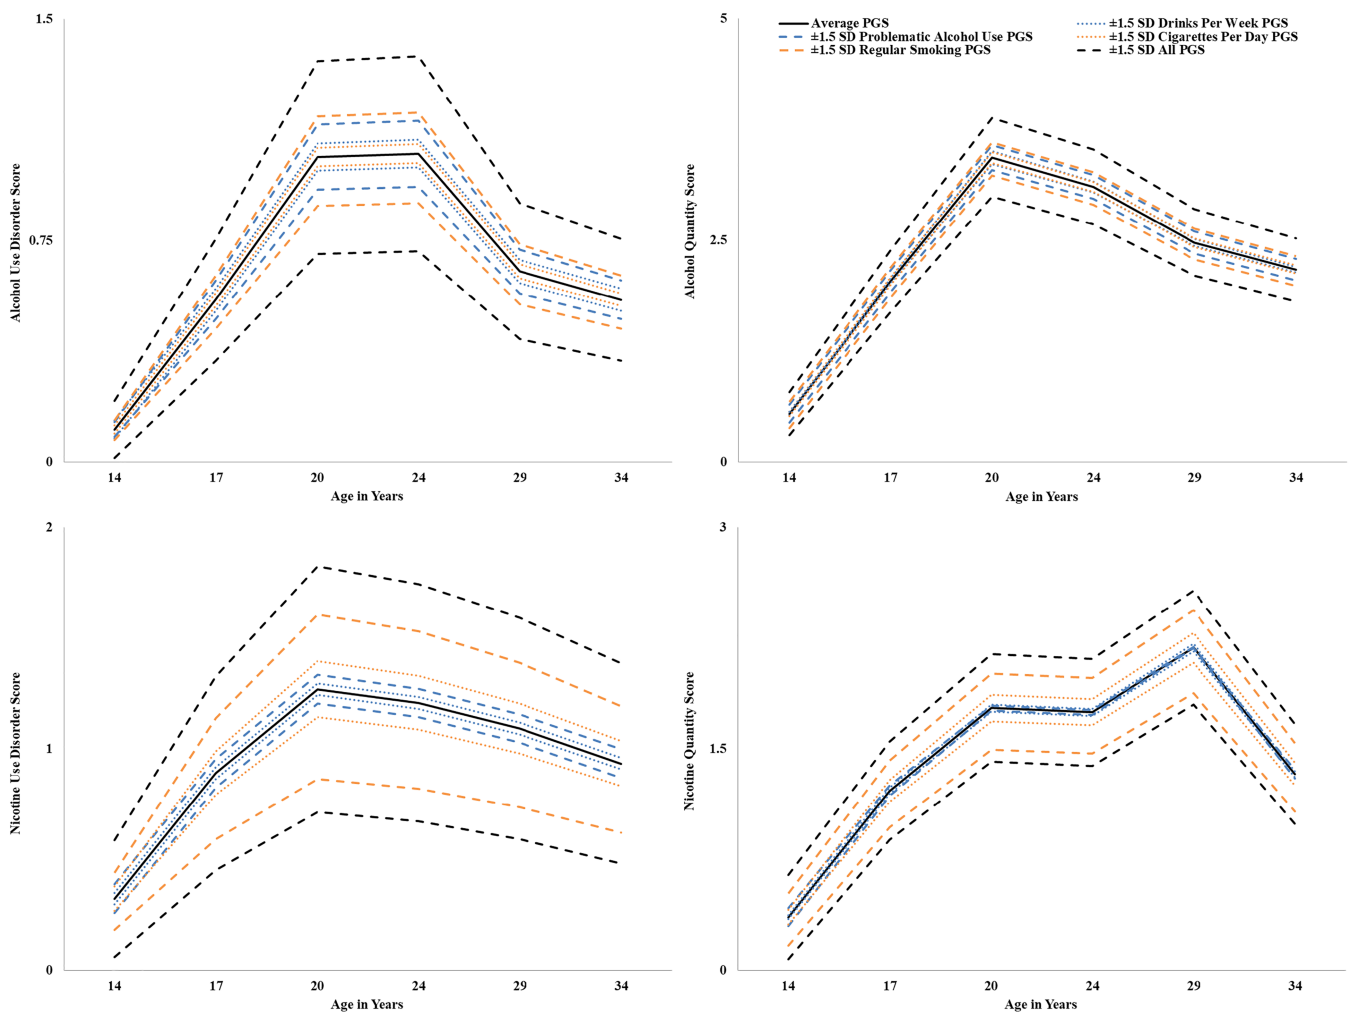 1.5
0.75
0
Alcohol Use Disorder Score
14 17 20 24 29 34
Age in Years
5
2.5
0
Alcohol Quantity Score
Average PGS ±1.5 SD Drinks Per Week PGS
±1.5 SD Problematic Alcohol Use PGS ±1.5 SD Cigarettes Per Day PGS
±1.5 SD Regular Smoking PGS ±1.5 SD All PGS
14 17 20 24 29 34
Age in Years
2
1
0
Nicotine Use Disorder Score
14 17 20 24 29 34
Age in Years
3
1.5
0
Nicotine Quantity Score
14 17 20 24 29 34
Age in Years